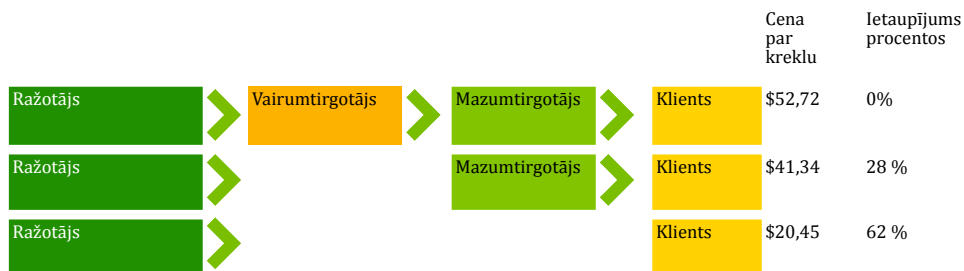 Cena par kreklu
Ietaupījums procentos
Ražotājs Vairumtirgotājs Mazumtirgotājs Klients $52,72 0%
Ražotājs Mazumtirgotājs Klients $41,34 28 %
Ražotājs Klients $20,45 62 %